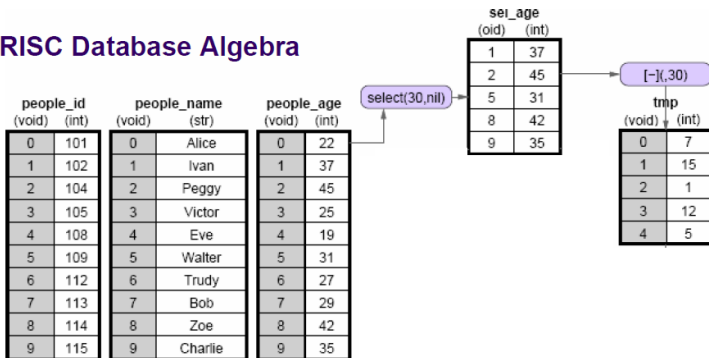 RISC Database Algebra
people_id
(void) (int)
0 101
1 102
2 104
3 105
4 108
5 109
6 112
7 113
8 114
9 115
people_name
(void) (str)
0 Alice
1 Ivan
2 Peggy
3 Victor
4 Eve
5 Walter
6 Trudy
7 Bob
8 Zoe
9 Charlie
people_age
(void) (int)
0 22
1 37
2 45
3 25
4 19
5 31
6 27
7 29
8 42
9 35
select(30,nil)
sel_age
(oid) (int)
1 37
2 45
5 31
8 42
9 35
[−](,30)
tmp
(void) (int)
0 7
1 15
2 1
3 12
4 5